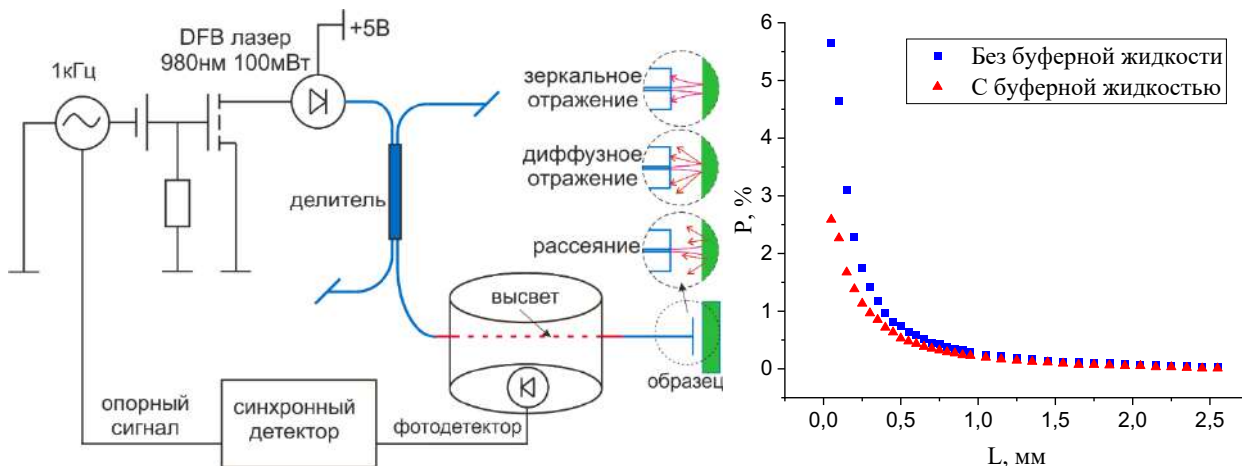 DFB лазер
980нм 100мВт
+5В
1кГц
делитель
зеркальное
отражение
диффузное
отражение
рассеяние
высвет
образец
опорный
сигнал
синхронный
детектор
фотодетектор
P, %
6
5
4
3
2
1
0
Без буферной жидкости
С буферной жидкостью
0,0
0,5
1,0
1,5
2,0
2,5
L, мм